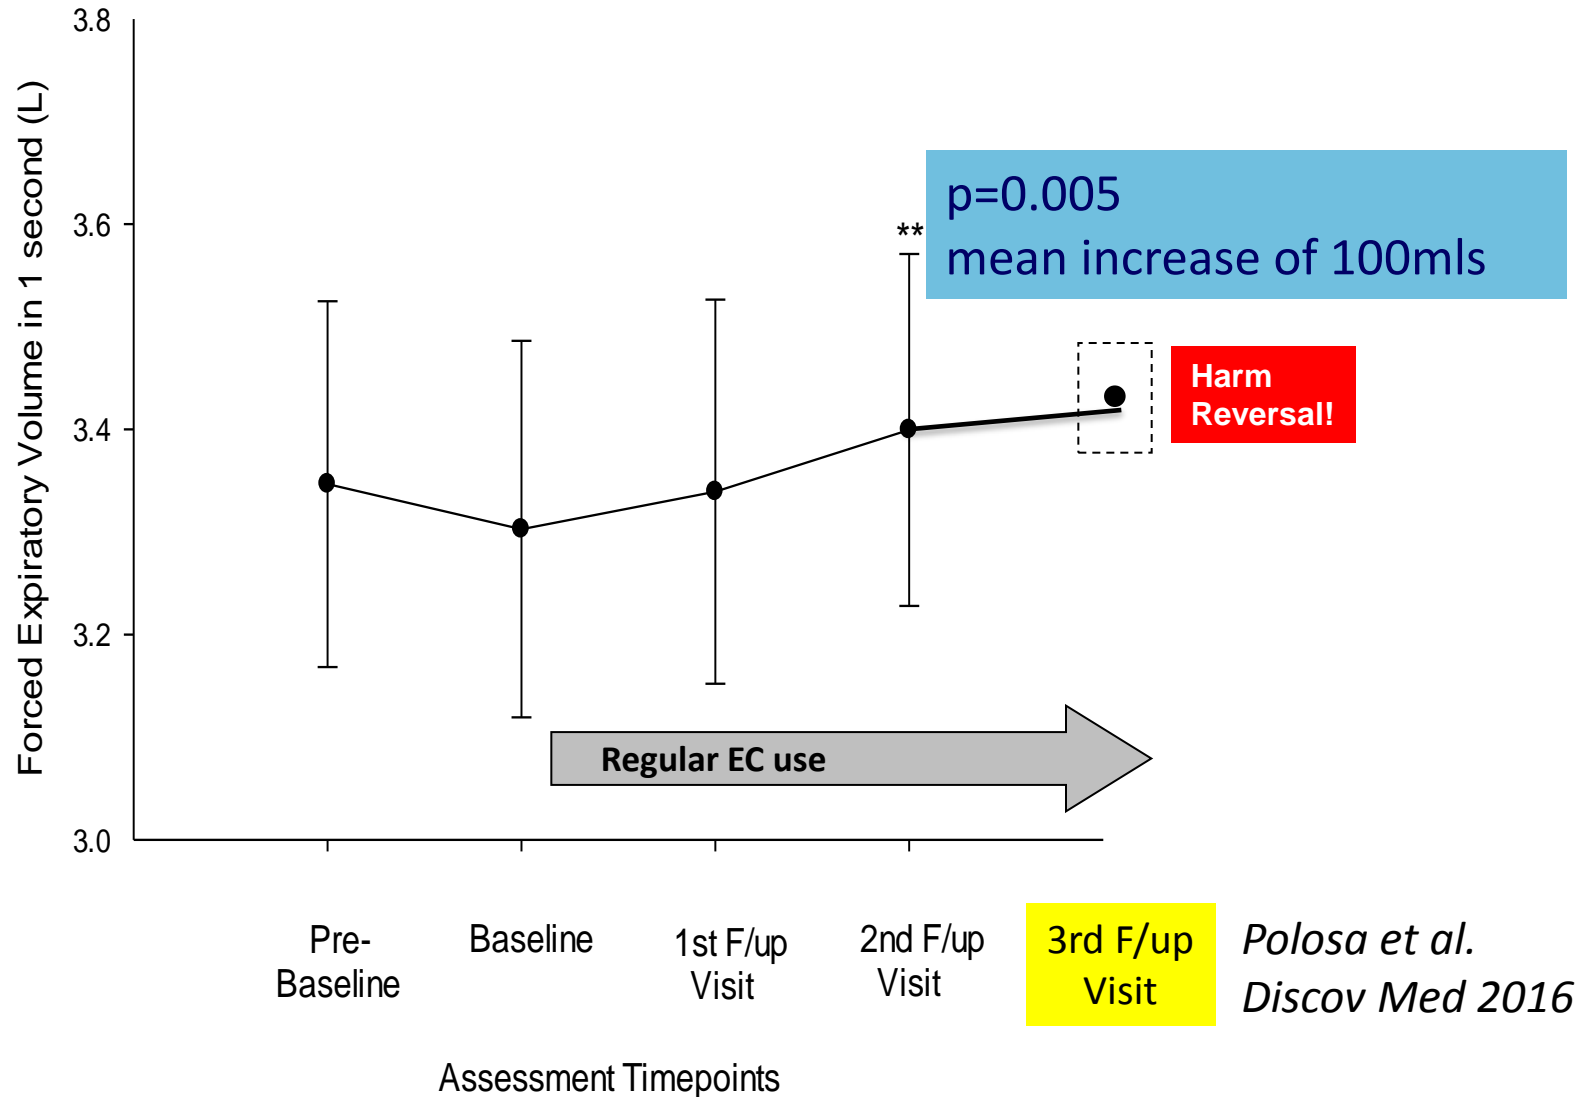 Forced Expiratory Volume in 1 second (L)
3.8
3.6
3.4
3.2
3.0
**
p=0.005
mean increase of 100mls
Harm
Reversal!
Regular EC use
Pre-
Baseline
Baseline
1st F/up
Visit
2nd F/up
Visit
3rd F/up
Visit
Polosa et al.
Discov Med 2016
Assessment Timepoints